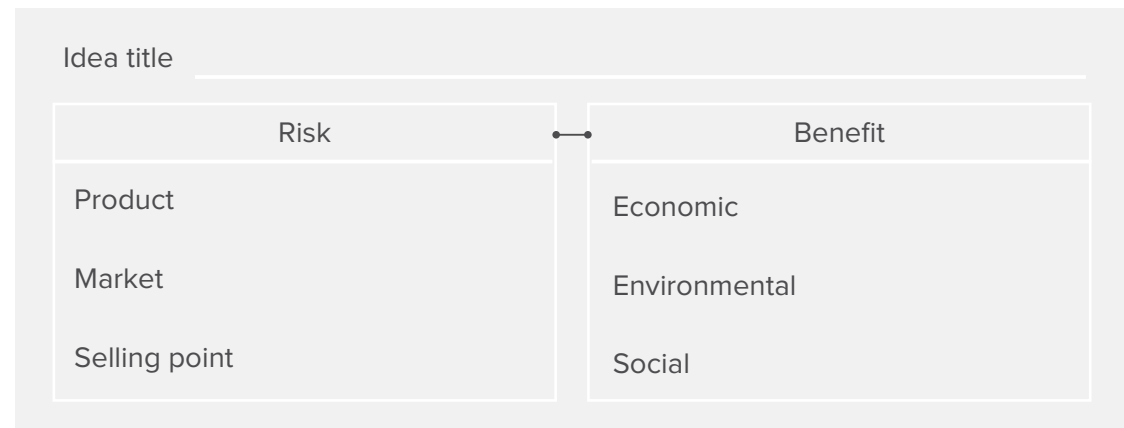 Idea title
Risk
Product
Market
Selling point
Benefit
Economic
Environmental
Social